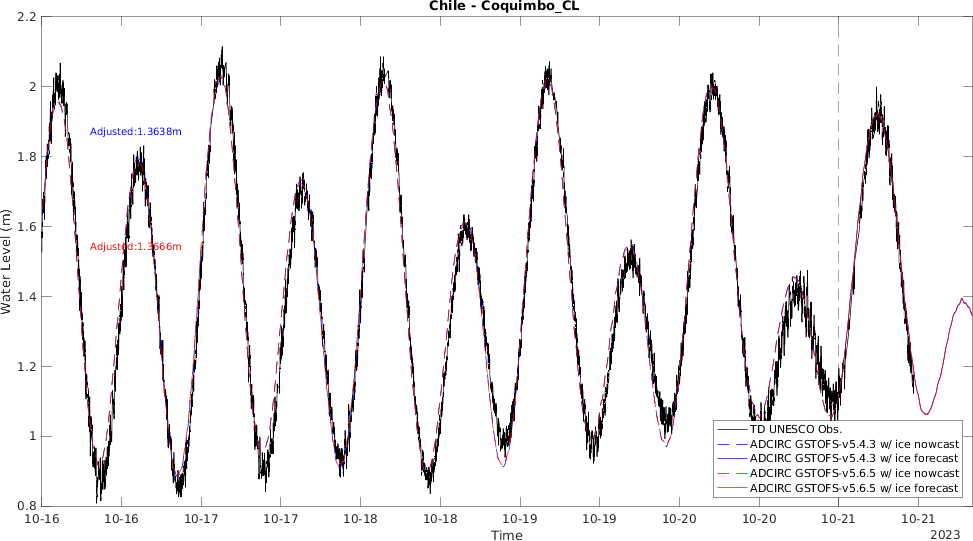 Chile - Coquimbo_CL
2.2
2
1.8
1.6
1.4
1.2
1
0.8
Water Level (m)
Adjusted:1.3638m
Adjusted:1.3666m
TD UNESCO Obs.
ADCIRC GSTOFS-v5.4.3 w/ ice nowcast
ADCIRC GSTOFS-v5.4.3 w/ ice forecast
ADCIRC GSTOFS-v5.6.5 w/ ice nowcast
ADCIRC GSTOFS-v5.6.5 w/ ice forecast
10-16 10-16 10-17 10-17 10-18 10-18 10-19 10-19 10-20 10-20 10-21 10-21
2023
Time